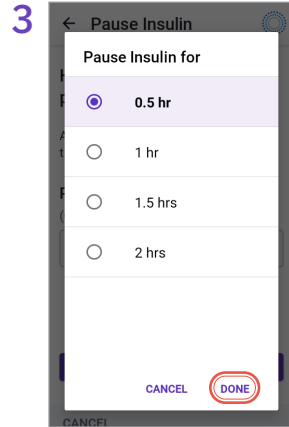 3
Pause Insulin
Pause Insulin for
0.5 hr
1 hr
1.5 hrs
2 hrs
CANCEL DONE
CANCEL